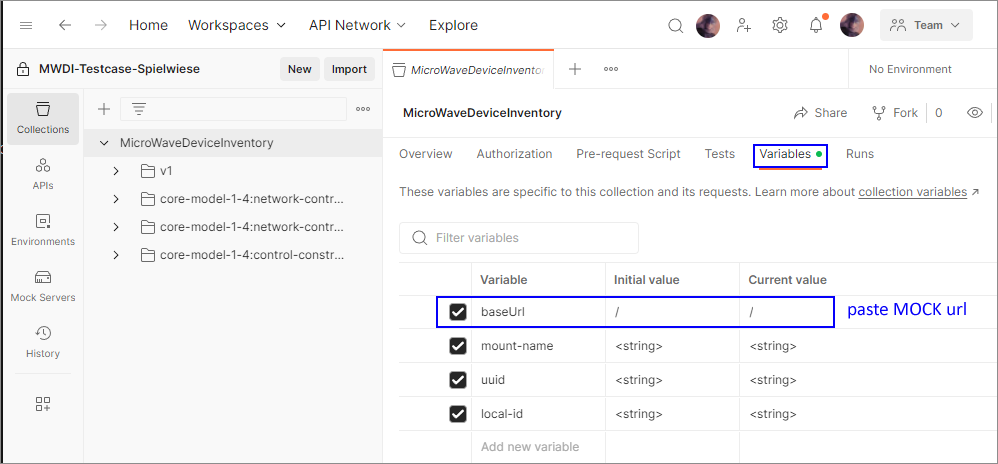 Home Workspaces API Network Explore Team
MWDI-Testcase-Spielwiese New Import
MicroWaveDeviceInvento No Environment
Collections
APIs
Environments
Mock Servers
History
MicroWaveDeviceInventory
v1
core-model-1-4:network-contr...
core-model-1-4:network-contr...
core-model-1-4:control-constr...
MicroWaveDeviceInventory Share Fork 0
Overview Authorization Pre-request Script Tests Variables Runs
These variables are specific to this collection and its requests. Learn more about collection variables ↗
Filter variables
Variable Initial value Current value
baseUrl / / paste MOCK url
mount-name <string> <string>
uuid <string> <string>
local-id <string> <string>
Add new variable